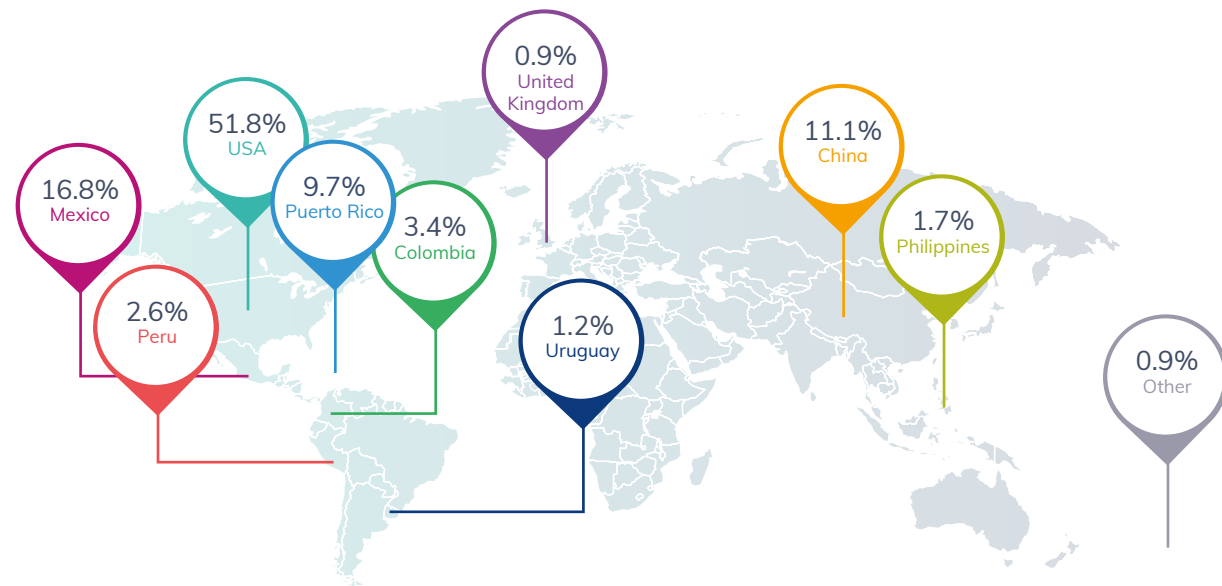 0.9%
United
Kingdom
51.8%
USA
11.1%
China
16.8%
Mexico
9.7%
Puerto Rico
3.4%
Colombia
1.7%
Philippines
2.6%
Peru
1.2%
Uruguay
0.9%
Other